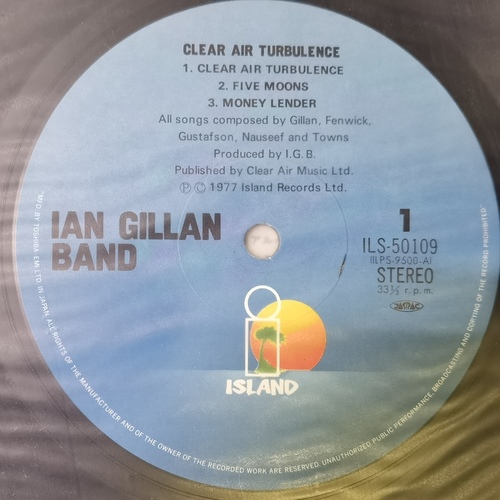 CLEAR AIR TURBULENCE
1. CLEAR AIR TURBULENCE
2. FIVE MOONS
3. MONEY LENDER
All songs composed by Gillan, Fenwick,
Gustafson, Nauseef and Towns
Produced by I.G.B.
Published by Clear Air Music Ltd.
Ⓟ © 1977 Island Records Ltd.
IAN GILLAN
BAND
1
ILS-50109
(ILPS-9500-A)
STEREO
33⅓ r.p.m.
JASRAC
i
ISLAND
M'F'D BY TOSHIBA EMI LTD. IN JAPAN. ALL RIGHTS OF THE MANUFACTURER AND OF THE OWNER OF THE RECORDED WORK ARE RESERVED. UNAUTHORIZED PUBLIC PERFORMANCE, BROADCASTING AND COPYING OF THE RECORD PROHIBITED